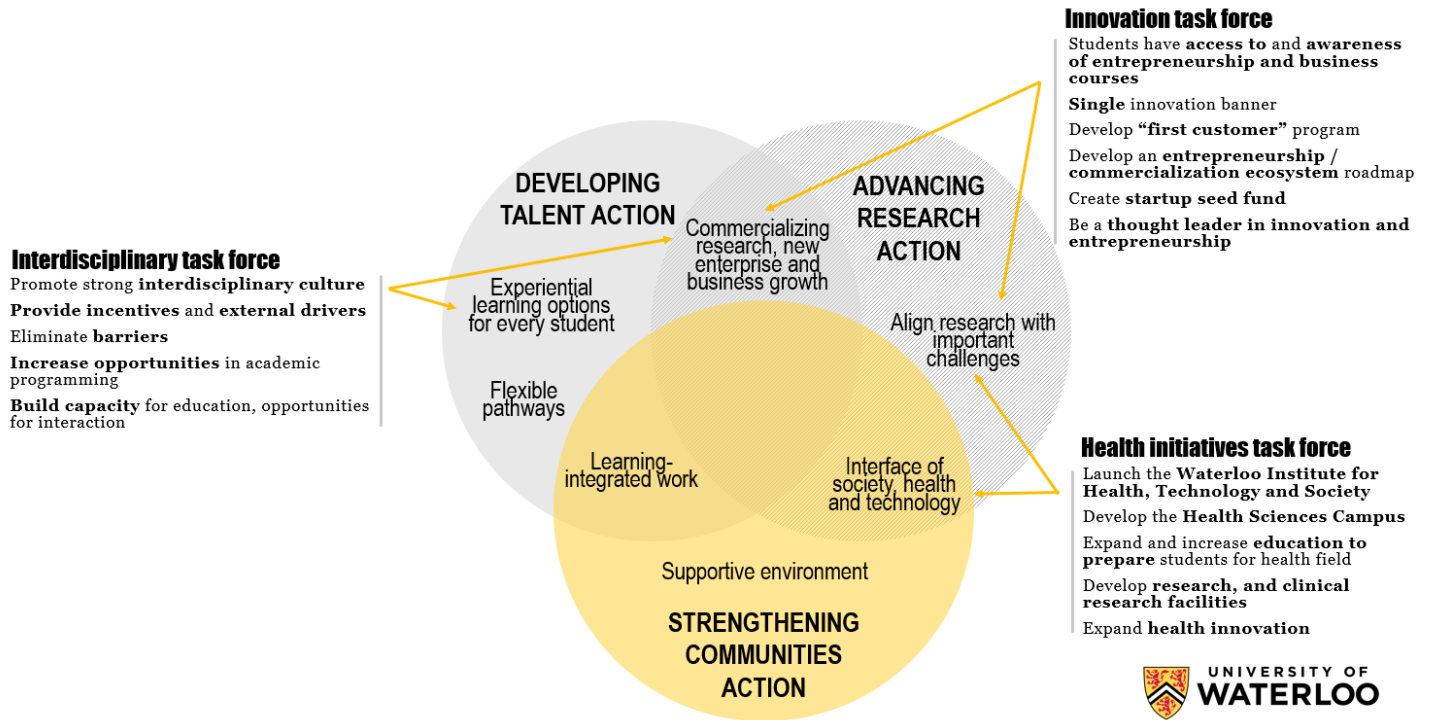 Innovation task force
Students have access to and awareness
of entrepreneurship and business
courses
Single innovation banner
Develop “first customer” program
Develop an entrepreneurship /
commercialization ecosystem roadmap
Create startup seed fund
Be a thought leader in innovation and
entrepreneurship
DEVELOPING
TALENT ACTION
ADVANCING
RESEARCH
ACTION
Commercializing
research, new
enterprise and
business growth
Interdisciplinary task force
Promote strong interdisciplinary culture
Provide incentives and external drivers
Eliminate barriers
Increase opportunities in academic
programming
Build capacity for education, opportunities
for interaction
Experiential
learning options
for every student
Align research with
important
challenges
Flexible
pathways
Learning-
integrated work
Interface of
society, health
and technology
Health initiatives task force
Launch the Waterloo Institute for
Health, Technology and Society
Develop the Health Sciences Campus
Expand and increase education to
prepare students for health field
Develop research, and clinical
research facilities
Expand health innovation
Supportive environment
STRENGTHENING
COMMUNITIES
ACTION
UNIVERSITY OF
WATERLOO